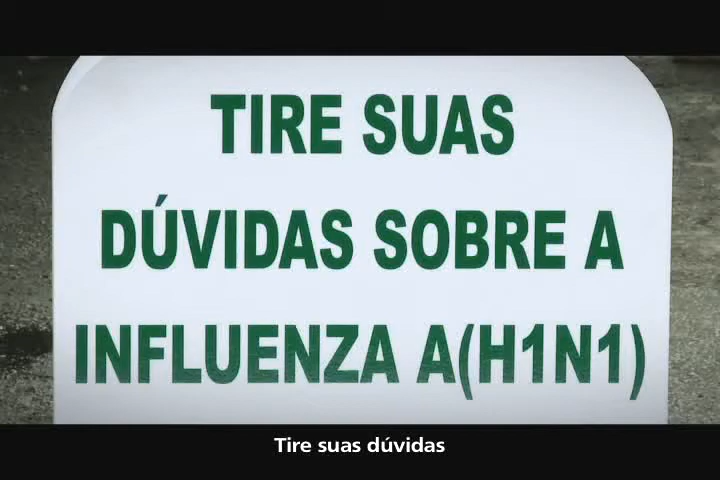 TIRE SUAS
DÚVIDAS SOBRE A
INFLUENZA A(H1N1)
Tire suas dúvidas